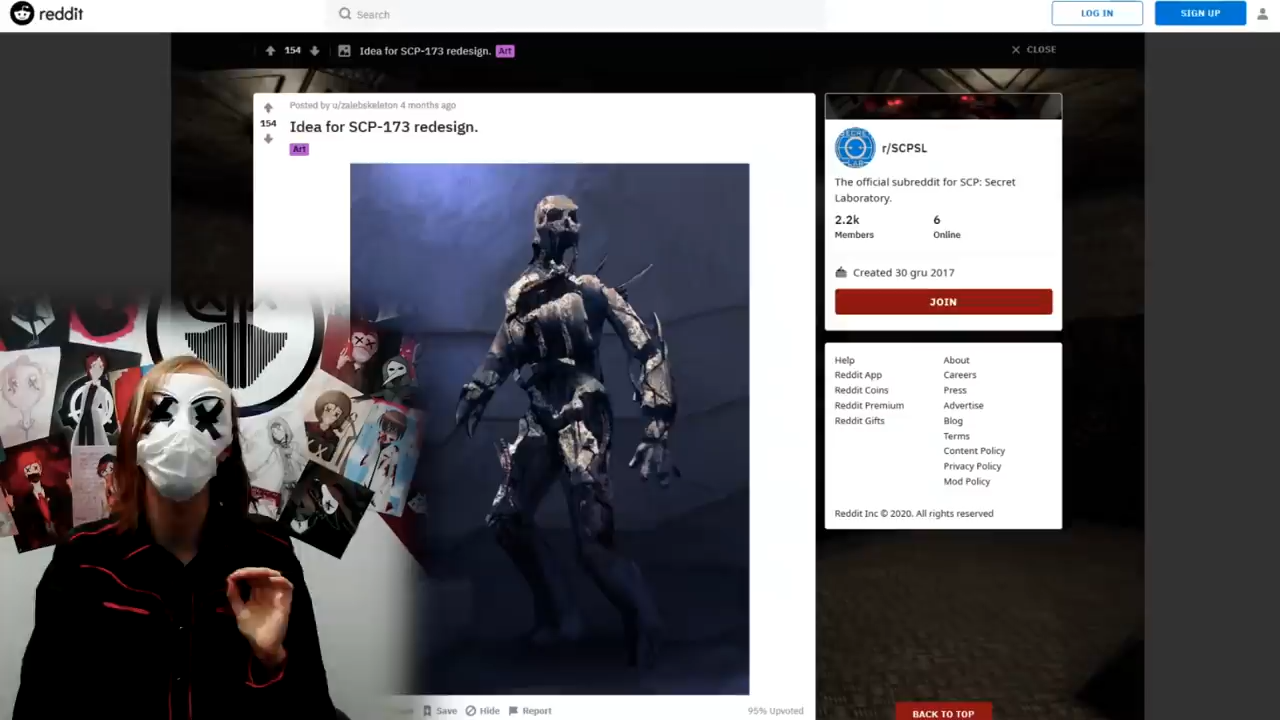 reddit
Search
LOG IN
SIGN UP
154
Idea for SCP-173 redesign.
Art
CLOSE
Posted by u/zalebskeleton 4 months ago
154
Idea for SCP-173 redesign.
Art
r/SCPSL
The official subreddit for SCP: Secret
Laboratory.
2.2k
6
Members
Online
Created 30 gru 2017
JOIN
Help
About
Reddit App
Careers
Reddit Coins
Press
Reddit Premium
Advertise
Reddit Gifts
Blog
Terms
Content Policy
Privacy Policy
Mod Policy
Reddit Inc © 2020. All rights reserved
Save
Hide
Report
95% Upvoted
BACK TO TOP